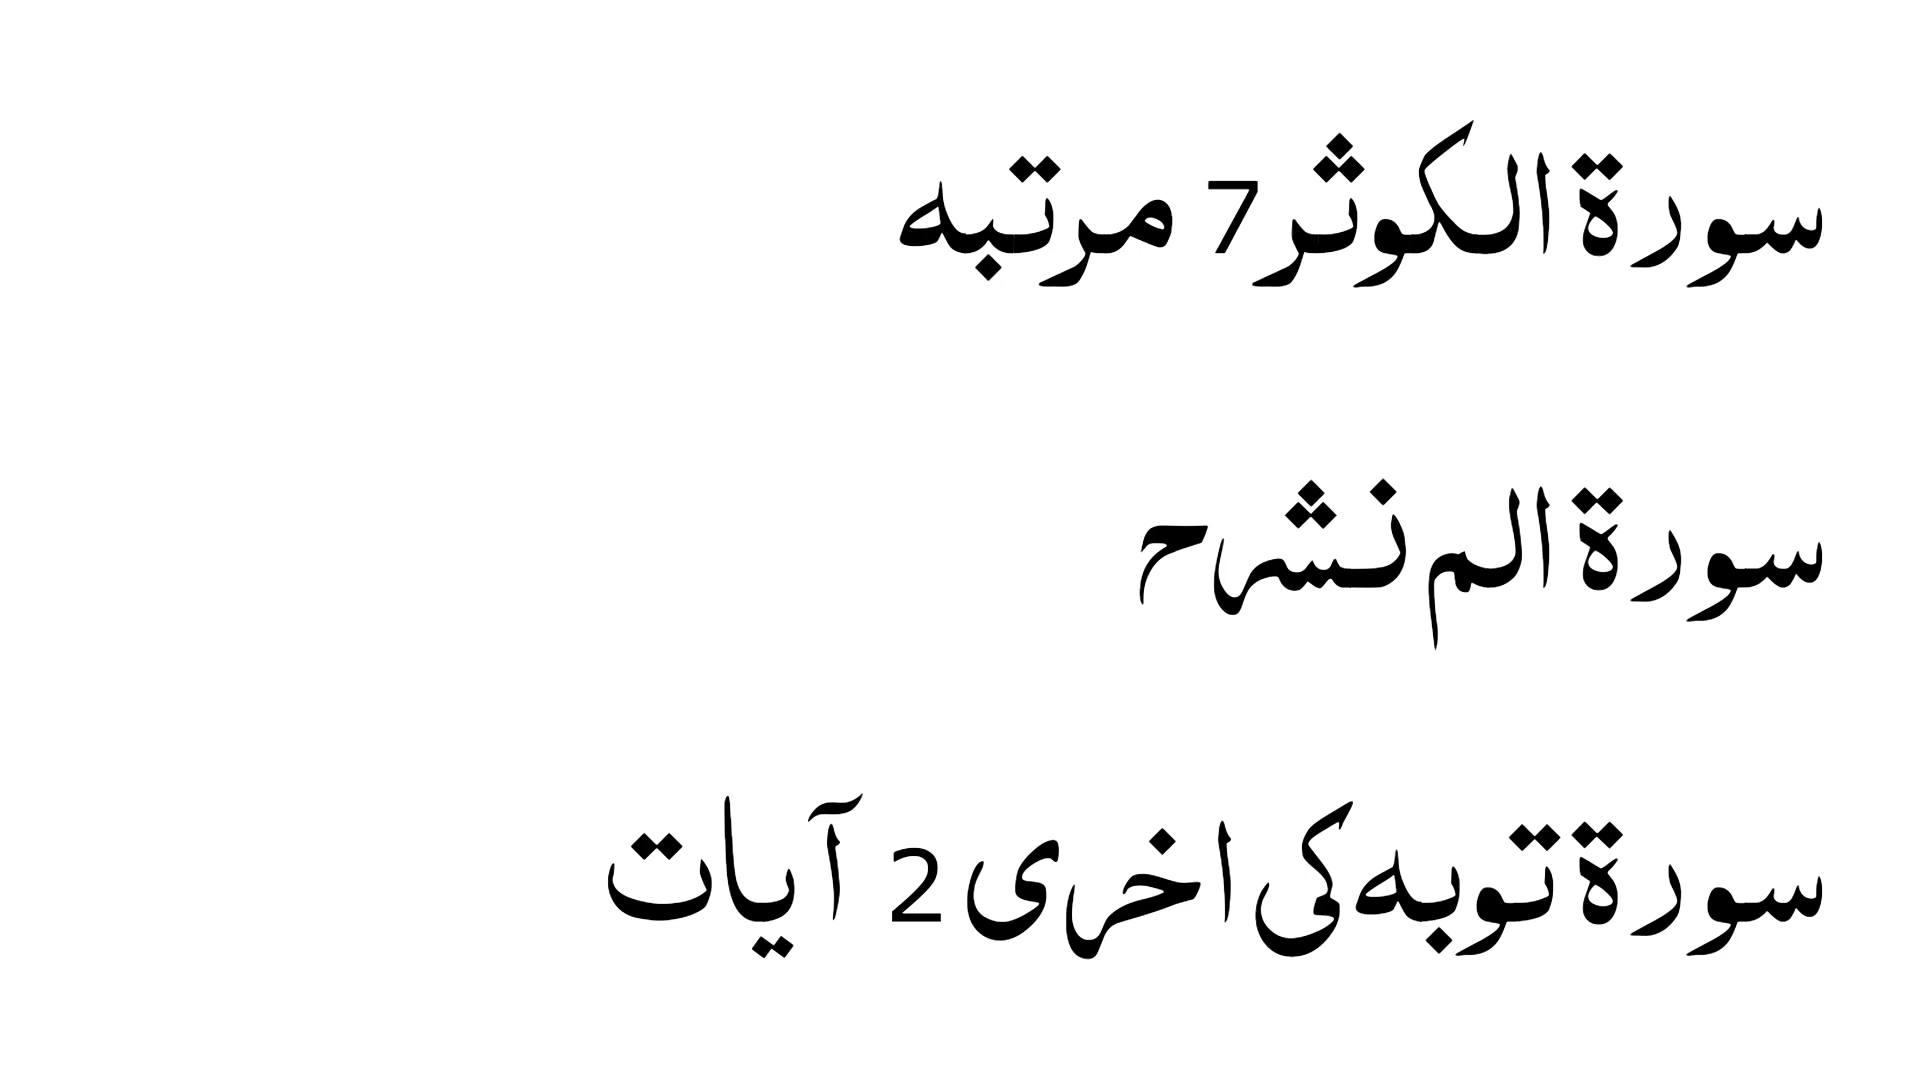 سورۃ الکوثر 7 مرتبہ
سورۃ الم نشرح
سورۃ توبہ کی اخری 2 آیات